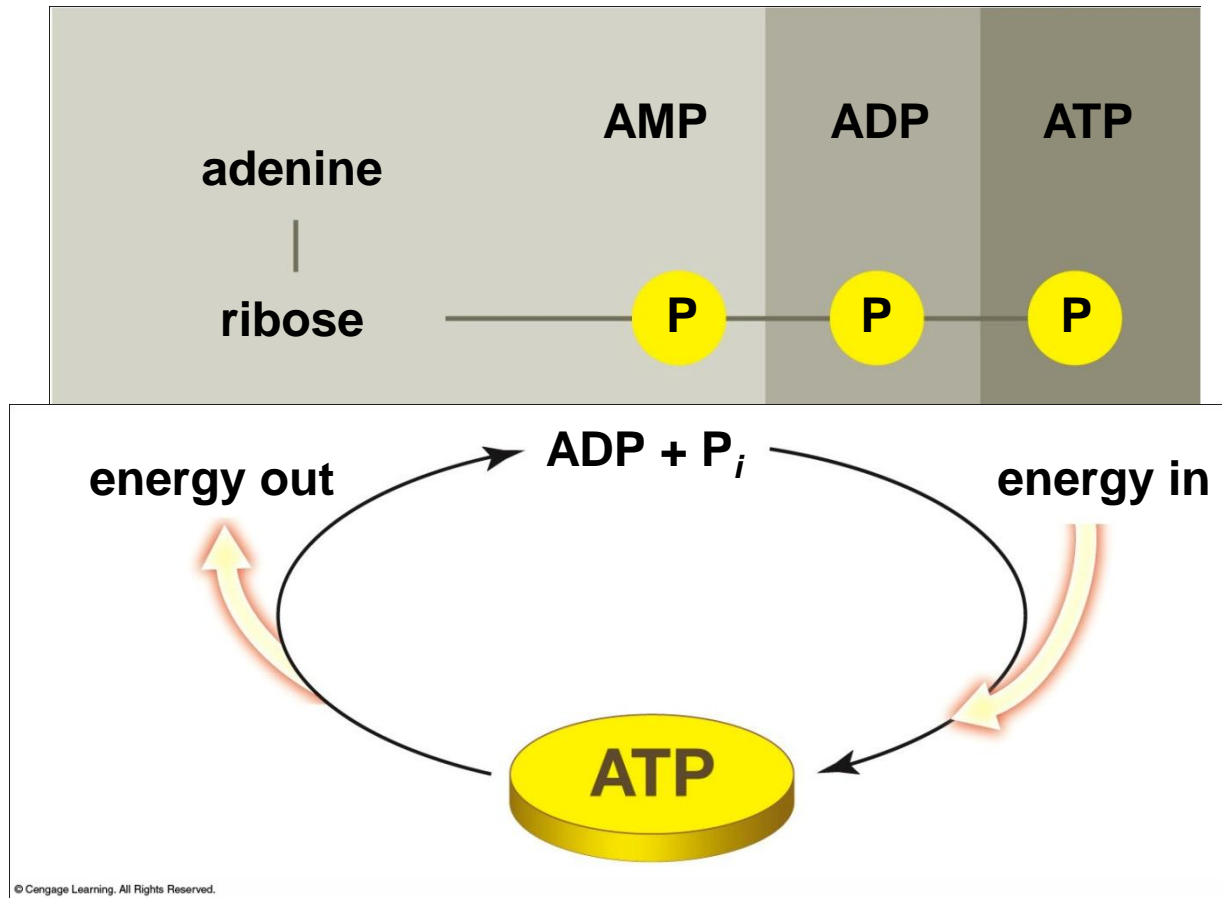 AMP ADP ATP
adenine
ribose P P P
ADP + Pi
energy out energy in
ATP
© Cengage Learning. All Rights Reserved.